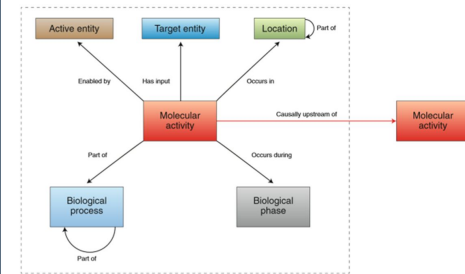 Active entity
Target entity
Location
Part of
Enabled by
Has input
Occurs in
Molecular
activity
Causally upstream of
Molecular
activity
Part of
Occurs during
Biological
process
Biological
phase
Part of